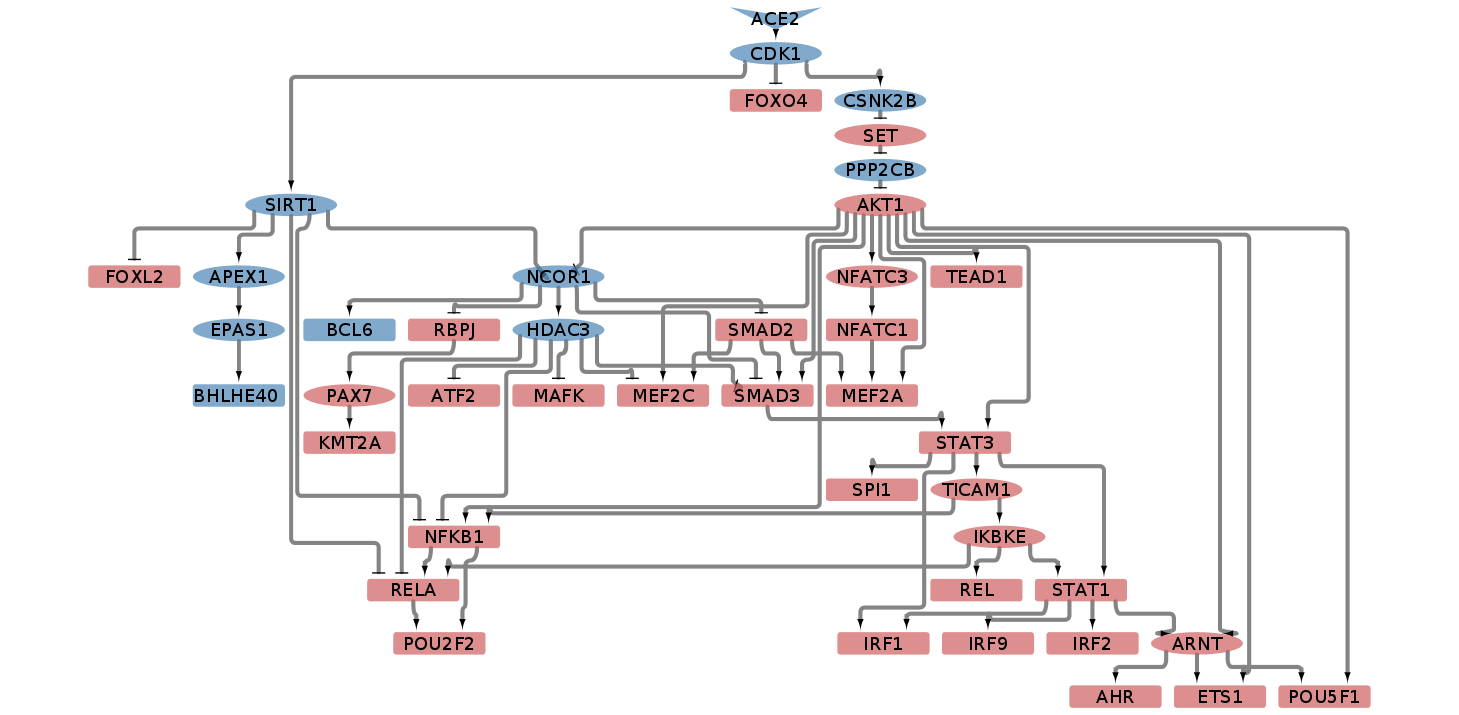 ACE2
CDK1
FOXO4
CSNK2B
SET
PPP2CB
SIRT1
AKT1
FOXL2
APEX1
NCOR1
NFATC3
TEAD1
EPAS1
BCL6
RBPJ
HDAC3
SMAD2
NFATC1
BHLHE40
PAX7
ATF2
MAFK
MEF2C
SMAD3
MEF2A
KMT2A
STAT3
SPI1
TICAM1
NFKB1
IKBKE
RELA
REL
STAT1
POU2F2
IRF1
IRF9
IRF2
ARNT
AHR
ETS1
POU5F1